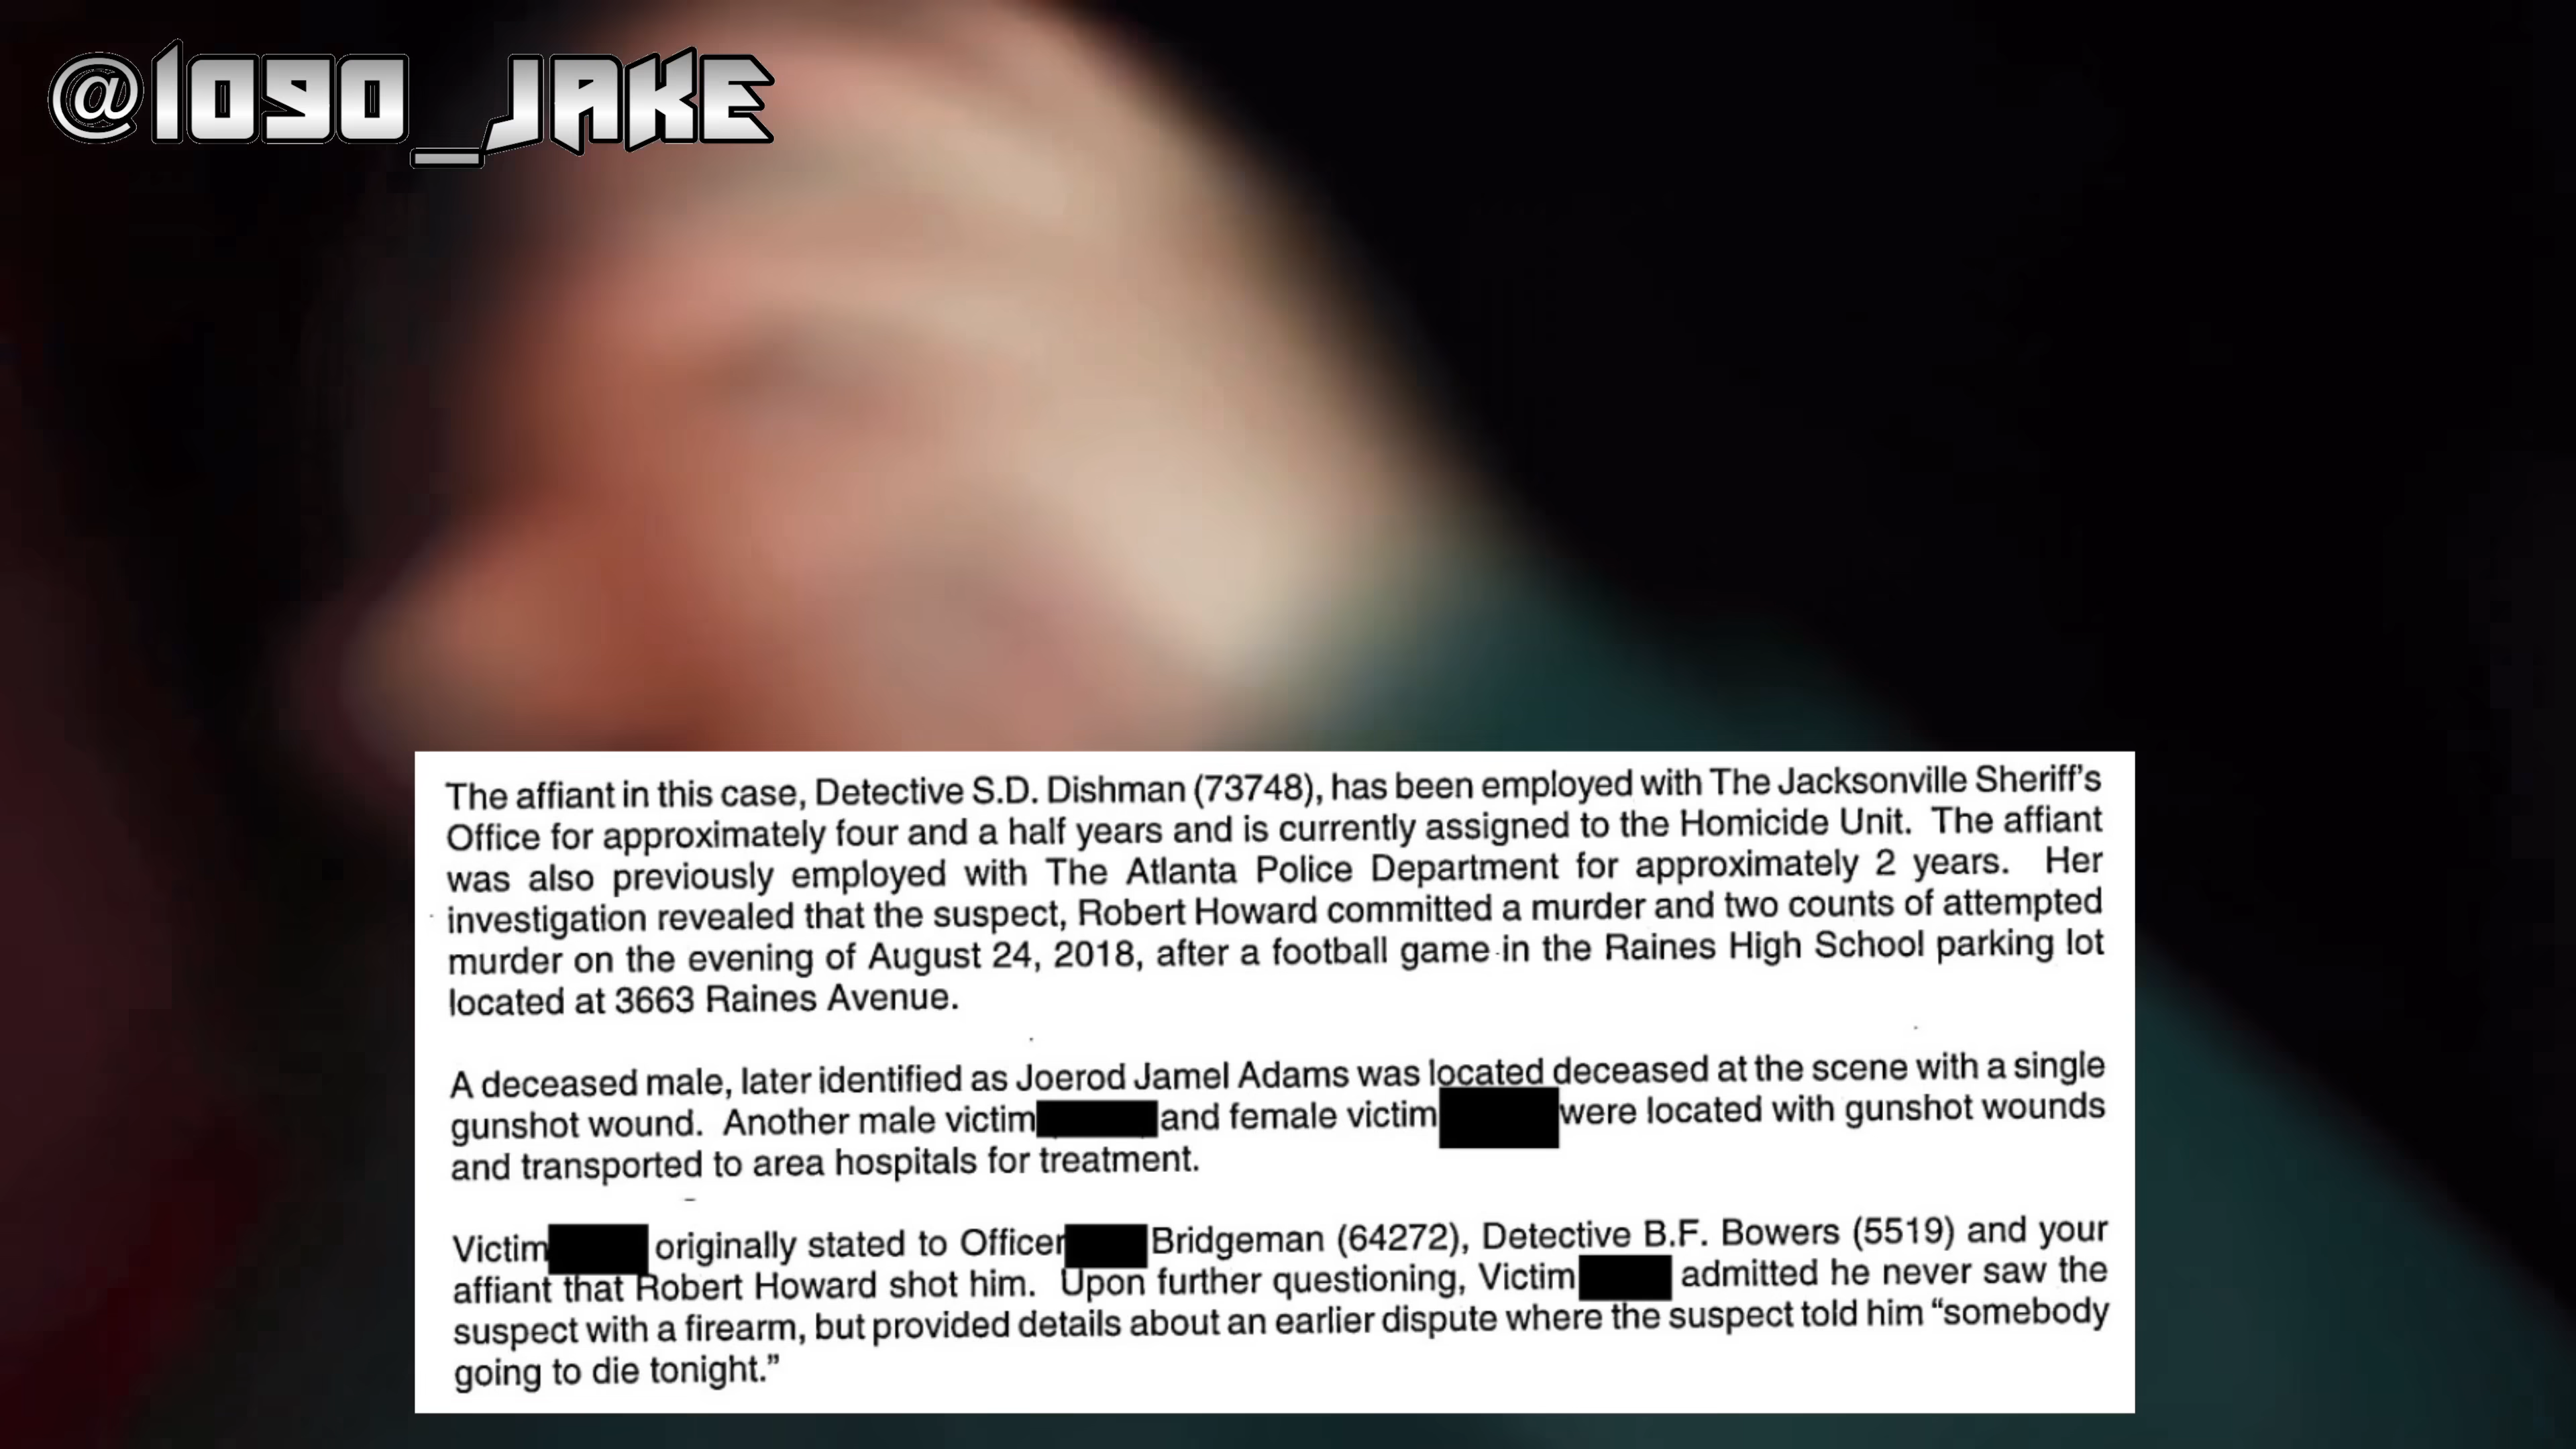 @1090_JAKE
The affiant in this case, Detective S.D. Dishman (73748), has been employed with The Jacksonville Sheriff's
Office for approximately four and a half years and is currently assigned to the Homicide Unit. The affiant
was also previously employed with The Atlanta Police Department for approximately 2 years. Her
investigation revealed that the suspect, Robert Howard committed a murder and two counts of attempted
murder on the evening of August 24, 2018, after a football game in the Raines High School parking lot
located at 3663 Raines Avenue.
A deceased male, later identified as Joerod Jamel Adams was located deceased at the scene with a single
gunshot wound. Another male victim and female victim were located with gunshot wounds
and transported to area hospitals for treatment.
Victim originally stated to Officer Bridgeman (64272), Detective B.F. Bowers (5519) and your
affiant that Robert Howard shot him. Upon further questioning, Victim admitted he never saw the
suspect with a firearm, but provided details about an earlier dispute where the suspect told him “somebody
going to die tonight.”